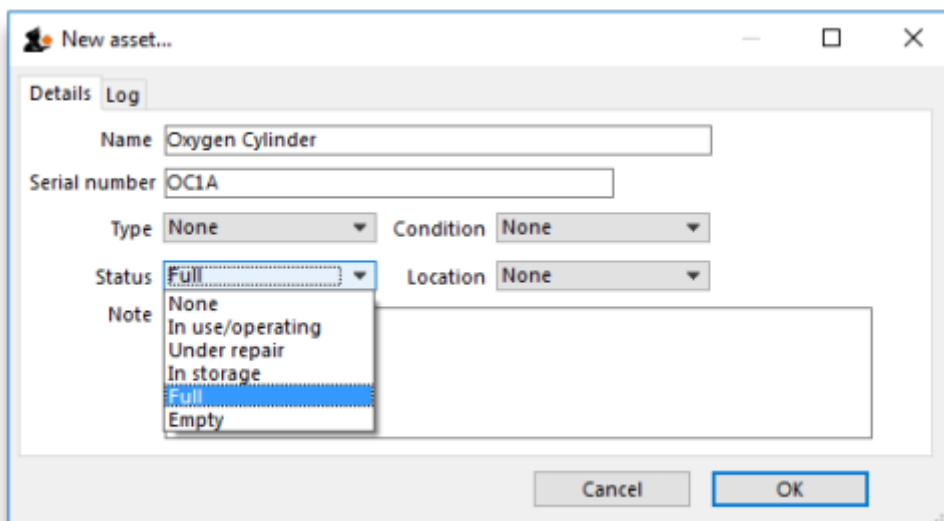 New asset...
Details Log
Name Oxygen Cylinder
Serial number OC1A
Type None Condition None
Status Full Location None
Note
None
In use/operating
Under repair
In storage
Full
Empty
Cancel OK